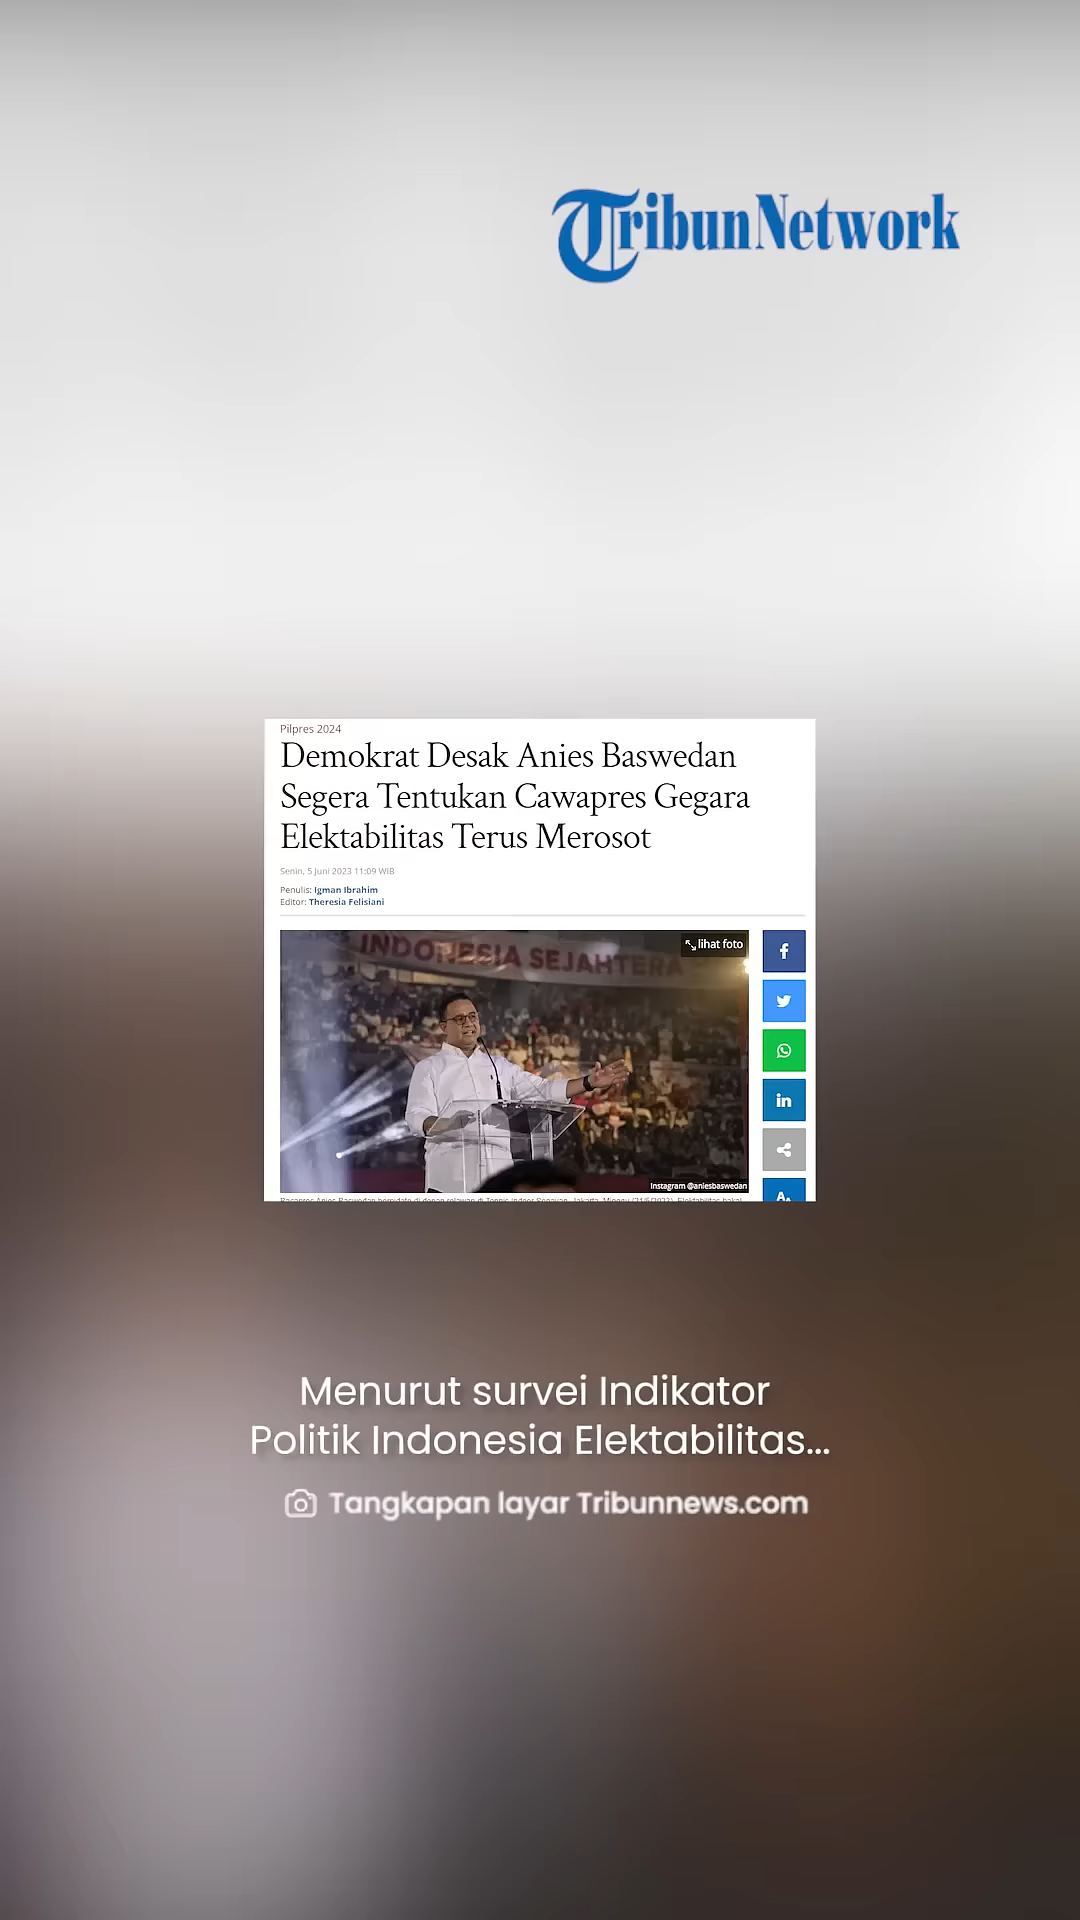 TribunNetwork
Pilpres 2024
Demokrat Desak Anies Baswedan
Segera Tentukan Cawapres Gegara
Elektabilitas Terus Merosot
Senin, 5 Juni 2023 11:09 WIB
Penulis: Igman Ibrahim
Editor: Theresia Felisiani
INDONESIA SEJAHTERA
lihat foto
Instagram @aniesbaswedan
Menurut survei Indikator
Politik Indonesia Elektabilitas...
Tangkapan layar Tribunnews.com